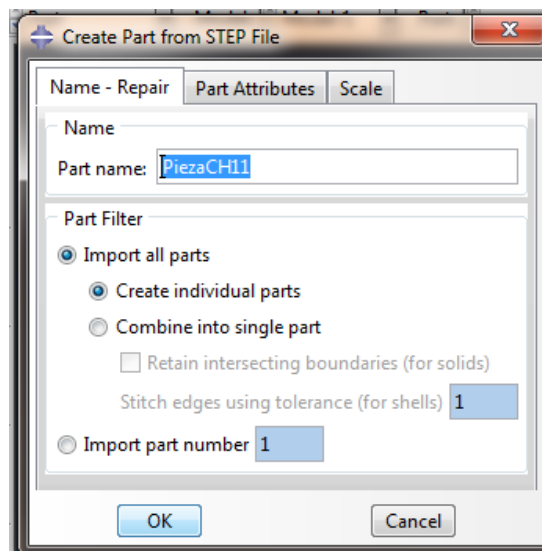 Create Part from STEP File
Name - Repair Part Attributes Scale
Name
Part name: PiezaCH11
Part Filter
Import all parts
Create individual parts
Combine into single part
Retain intersecting boundaries (for solids)
Stitch edges using tolerance (for shells) 1
Import part number 1
OK Cancel